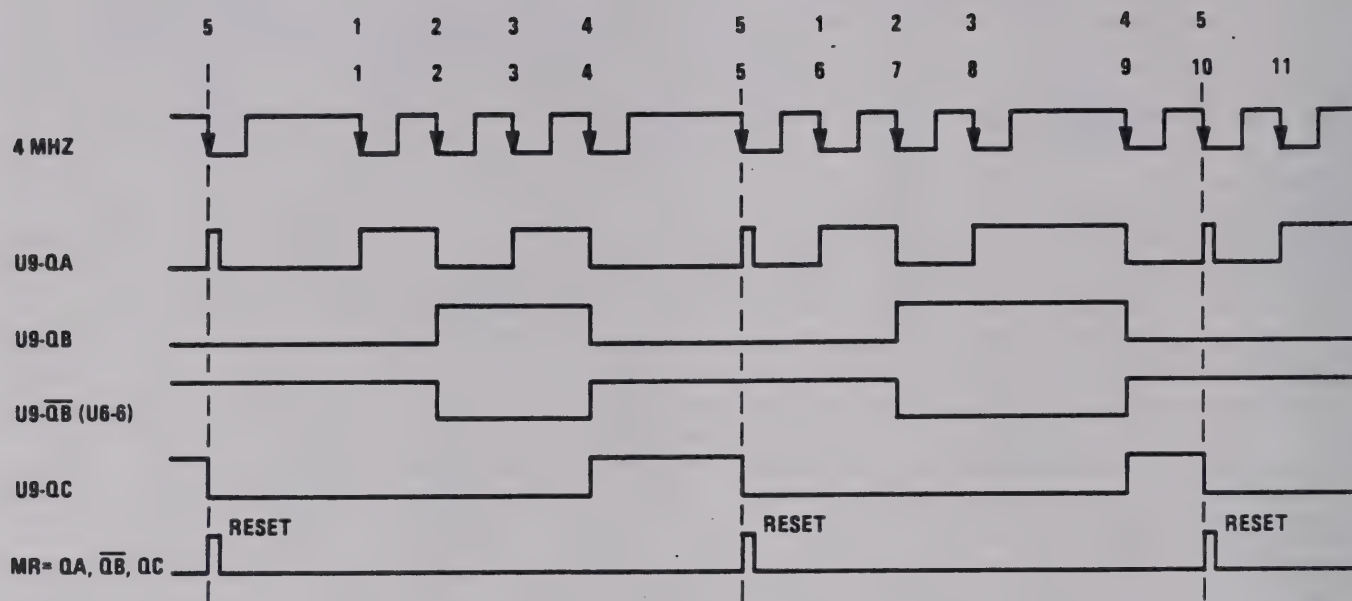 5 1 2 3 4 5 1 2 3 4 5
1 2 3 4 5 6 7 8 9 10 11
4 MHZ
U9-QA
U9-QB
U9-Q̅B̅ (U6-6)
U9-QC
RESET RESET RESET
MR= QA, Q̅B̅, QC